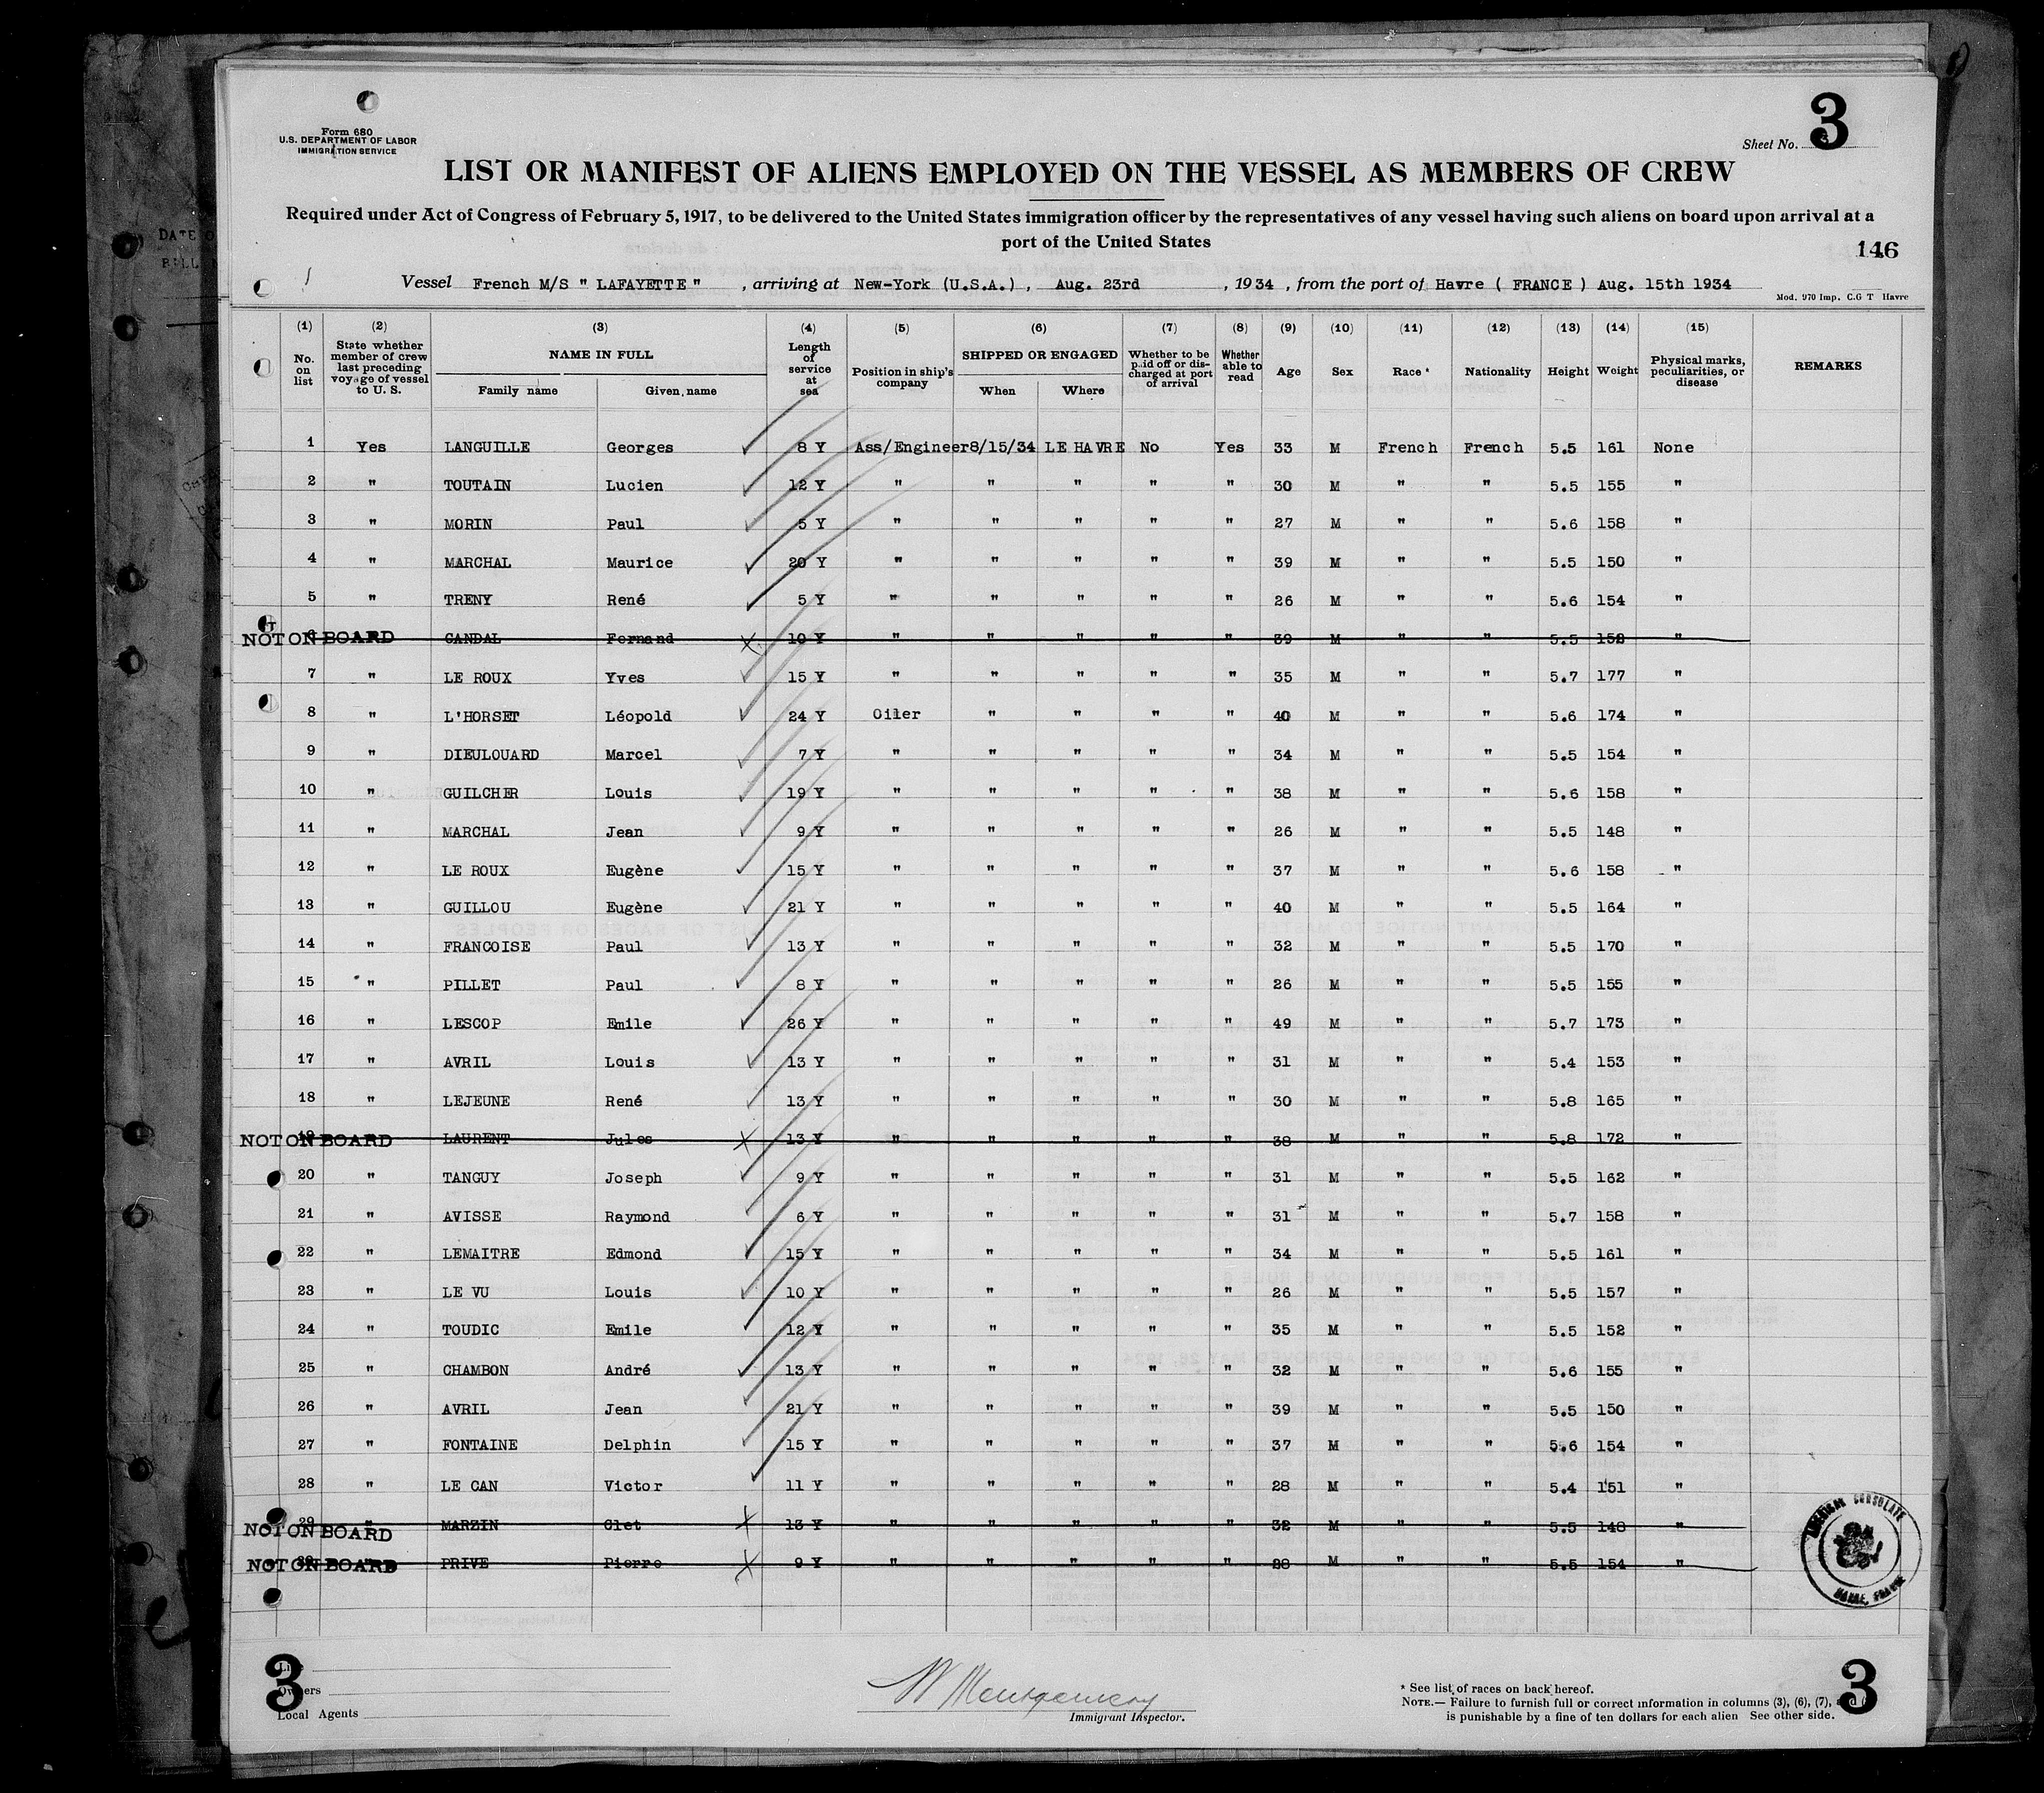 Form 680
U.S. DEPARTMENT OF LABOR
IMMIGRATION SERVICE
Sheet No. 3
LIST OR MANIFEST OF ALIENS EMPLOYED ON THE VESSEL AS MEMBERS OF CREW
Required under Act of Congress of February 5, 1917, to be delivered to the United States immigration officer by the representatives of any vessel having such aliens on board upon arrival at a
port of the United States
146
Vessel French M/S " LAFAYETTE " , arriving at New-York (U.S.A.) , Aug. 23rd , 1934 , from the port of Havre ( FRANCE ) Aug. 15th 1934
Mod. 970 Imp. C.G T Havre
(1) (2) (3) (4) (5) (6) (7) (8) (9) (10) (11) (12) (13) (14) (15)
No. on list State whether member of crew last preceding voyage of vessel to U. S. NAME IN FULL Family name Given name Length of service at sea Position in ship's company SHIPPED OR ENGAGED When Where Whether to be paid off or discharged at port of arrival Whether able to read Age Sex Race * Nationality Height Weight Physical marks, peculiarities, or disease REMARKS
1 Yes LANGUILLE Georges 8 Y Ass/Engineer 8/15/34 LE HAVRE No Yes 33 M French French 5.5 161 None
2 " TOUTAIN Lucien 12 Y " " " " " 30 M " " 5.5 155 "
3 " MORIN Paul 5 Y " " " " " 27 M " " 5.6 158 "
4 " MARCHAL Maurice 20 Y " " " " " 39 M " " 5.5 150 "
5 " TRENY René 5 Y " " " " " 26 M " " 5.6 154 "
NOT ON BOARD 6 CANDAL Fernand 10 Y " " " " " 39 M " " 5.5 152 "
7 " LE ROUX Yves 15 Y " " " " " 35 M " " 5.7 177 "
8 " L'HORSET Léopold 24 Y Oiler " " " " 40 M " " 5.6 174 "
9 " DIEULOUARD Marcel 7 Y " " " " " 34 M " " 5.5 154 "
10 " GUILCHER Louis 19 Y " " " " " 38 M " " 5.6 158 "
11 " MARCHAL Jean 9 Y " " " " " 26 M " " 5.5 148 "
12 " LE ROUX Eugène 15 Y " " " " " 37 M " " 5.6 158 "
13 " GUILLOU Eugène 21 Y " " " " " 40 M " " 5.5 164 "
14 " FRANCOISE Paul 13 Y " " " " " 32 M " " 5.5 170 "
15 " PILLET Paul 8 Y " " " " " 26 M " " 5.5 155 "
16 " LESCOP Emile 26 Y " " " " " 49 M " " 5.7 173 "
17 " AVRIL Louis 13 Y " " " " " 31 M " " 5.4 153 "
18 " LEJEUNE René 13 Y " " " " " 30 M " " 5.8 165 "
NOT ON BOARD 19 " LAURENT Jules 13 Y " " " " " 38 M " " 5.8 172 "
20 " TANGUY Joseph 9 Y " " " " " 31 M " " 5.5 162 "
21 " AVISSE Raymond 6 Y " " " " " 31 M " " 5.7 158 "
22 " LEMAITRE Edmond 15 Y " " " " " 34 M " " 5.5 161 "
23 " LE VU Louis 10 Y " " " " " 26 M " " 5.5 157 "
24 " TOUDIC Emile 12 Y " " " " " 35 M " " 5.5 152 "
25 " CHAMBON André 13 Y " " " " " 32 M " " 5.6 155 "
26 " AVRIL Jean 21 Y " " " " " 39 M " " 5.5 150 "
27 " FONTAINE Delphin 15 Y " " " " " 37 M " " 5.6 154 "
28 " LE CAN Victor 11 Y " " " " " 28 M " " 5.4 151 "
NOT ON BOARD 29 " MARZIN Clet 13 Y " " " " " 32 M " " 5.5 148 "
NOT ON BOARD 30 " PRIVE Pierre 9 Y " " " " " 28 M " " 5.5 154 "
AMERICAN CONSULATE
HAVRE, FRANCE
3
Line
Owners
Local Agents
W Montgomery
Immigrant Inspector.
* See list of races on back hereof.
NOTE.— Failure to furnish full or correct information in columns (3), (6), (7),
is punishable by a fine of ten dollars for each alien See other side.
3